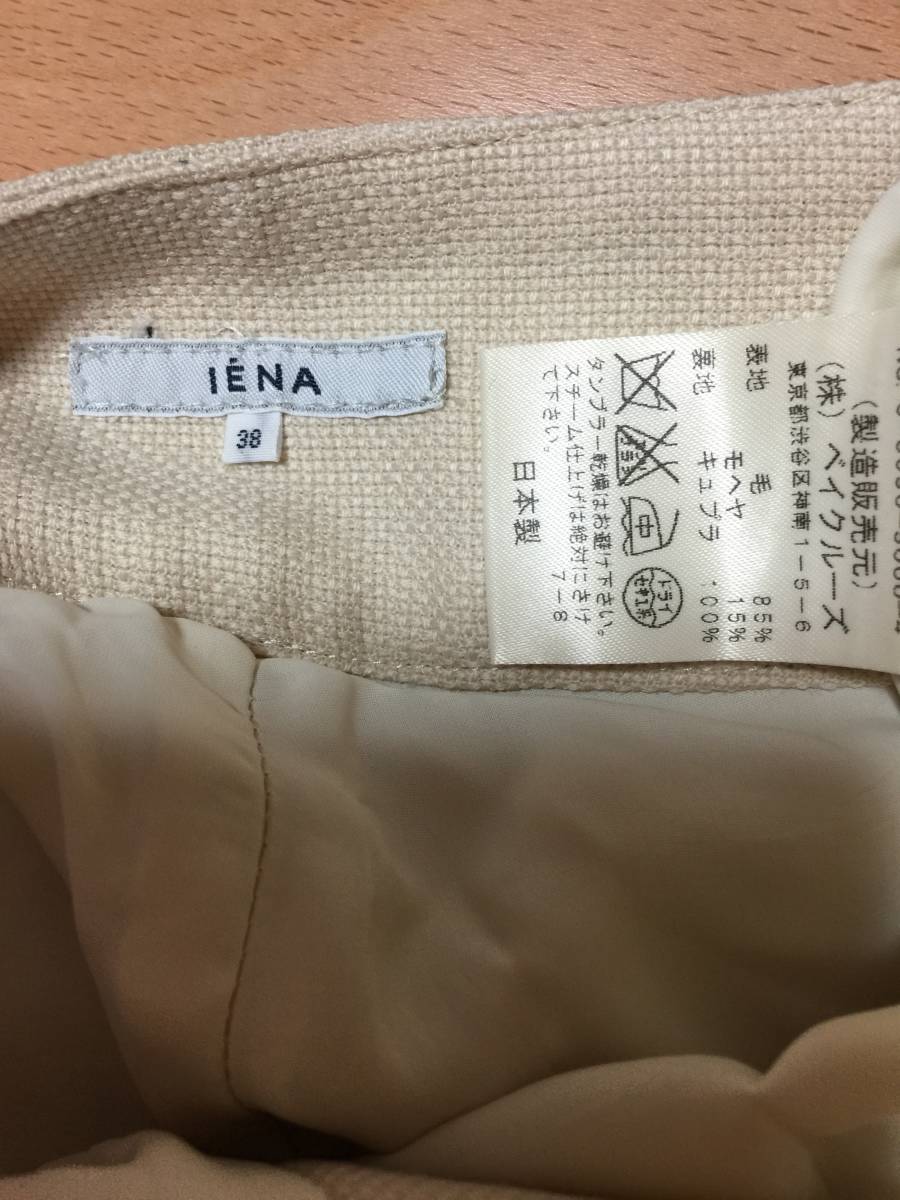 IÉNA
38
(製造販売元)
(株)ベイクルーズ
東京都渋谷区神南1-5-6
表地 毛 85%
モヘヤ 15%
裏地 キュプラ 100%
中
ドライ
セキユ系
タンブラー乾燥はお避け下さい。
スチーム仕上げは絶対にさけ
て下さい。 7-8
日本製